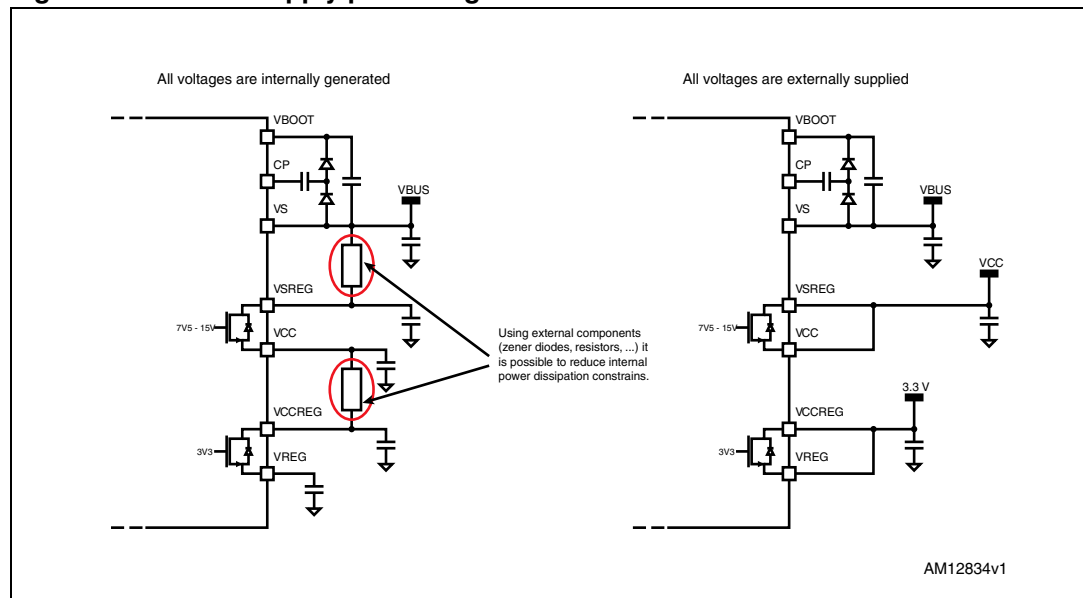 All voltages are internally generated
VBOOT
CP
VS
VBUS
VSREG
7V5 - 15V
VCC
VCCREG
3V3
VREG
Using external components
(zener diodes, resistors, ...) it
is possible to reduce internal
power dissipation constrains.
All voltages are externally supplied
VBOOT
CP
VS
VBUS
VSREG
VCC
7V5 - 15V
VCC
3.3 V
VCCREG
3V3
VREG
AM12834v1